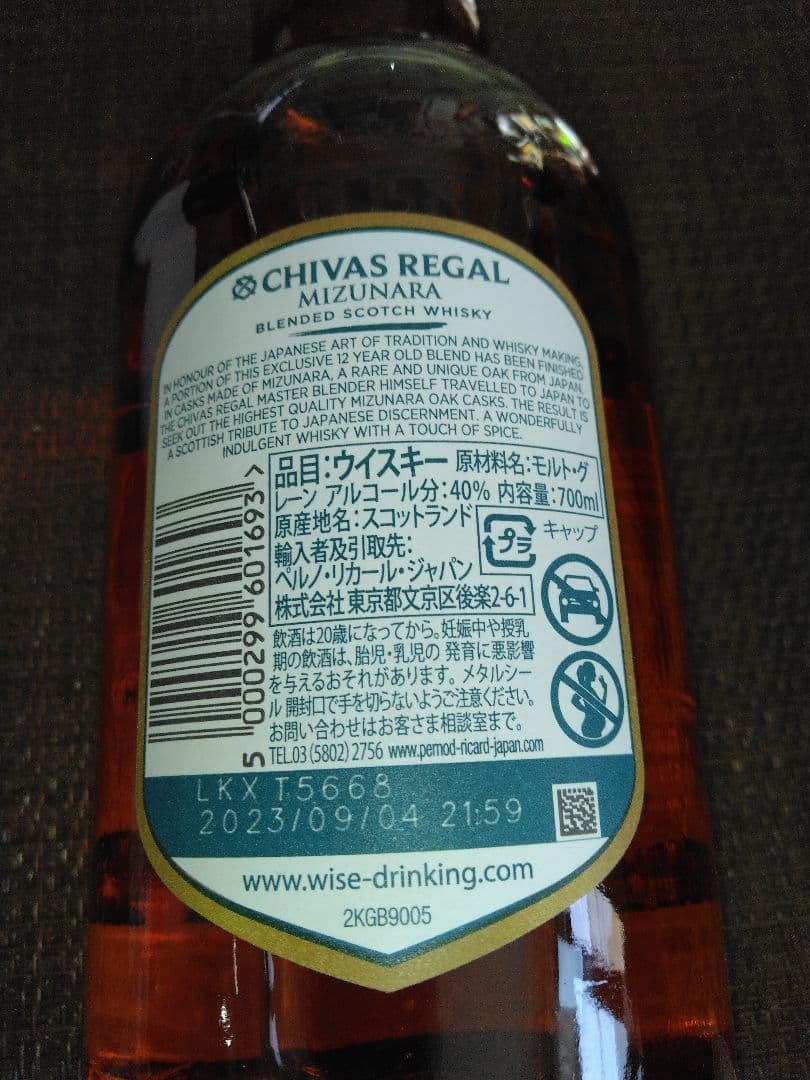 CHIVAS REGAL
MIZUNARA
BLENDED SCOTCH WHISKY
IN HONOUR OF THE JAPANESE ART OF TRADITION AND WHISKY MAKING,
A PORTION OF THIS EXCLUSIVE 12 YEAR OLD BLEND HAS BEEN FINISHED
IN CASKS MADE OF MIZUNARA, A RARE AND UNIQUE OAK FROM JAPAN.
THE CHIVAS REGAL MASTER BLENDER HIMSELF TRAVELLED TO JAPAN TO
SEEK OUT THE HIGHEST QUALITY MIZUNARA OAK CASKS. THE RESULT IS
A SCOTTISH TRIBUTE TO JAPANESE DISCERNMENT. A WONDERFULLY
INDULGENT WHISKY WITH A TOUCH OF SPICE.
品目:ウイスキー 原材料名:モルト・グ
レーン アルコール分:40% 内容量:700ml
原産地名:スコットランド
輸入者及引取先:
ペルノ・リカール・ジャパン
株式会社 東京都文京区後楽2-6-1
プラ
キャップ
飲酒は20歳になってから。妊娠中や授乳
期の飲酒は、胎児・乳児の 発育に悪影響
を与えるおそれがあります。メタルシー
ル 開封口で手を切らないようご注意ください。
お問い合わせはお客さま相談室まで。
TEL.03 (5802) 2756 www.pernod-ricard-japan.com
5 000299 601693 >
LKX T5668
2023/09/04 21:59
www.wise-drinking.com
2KGB9005